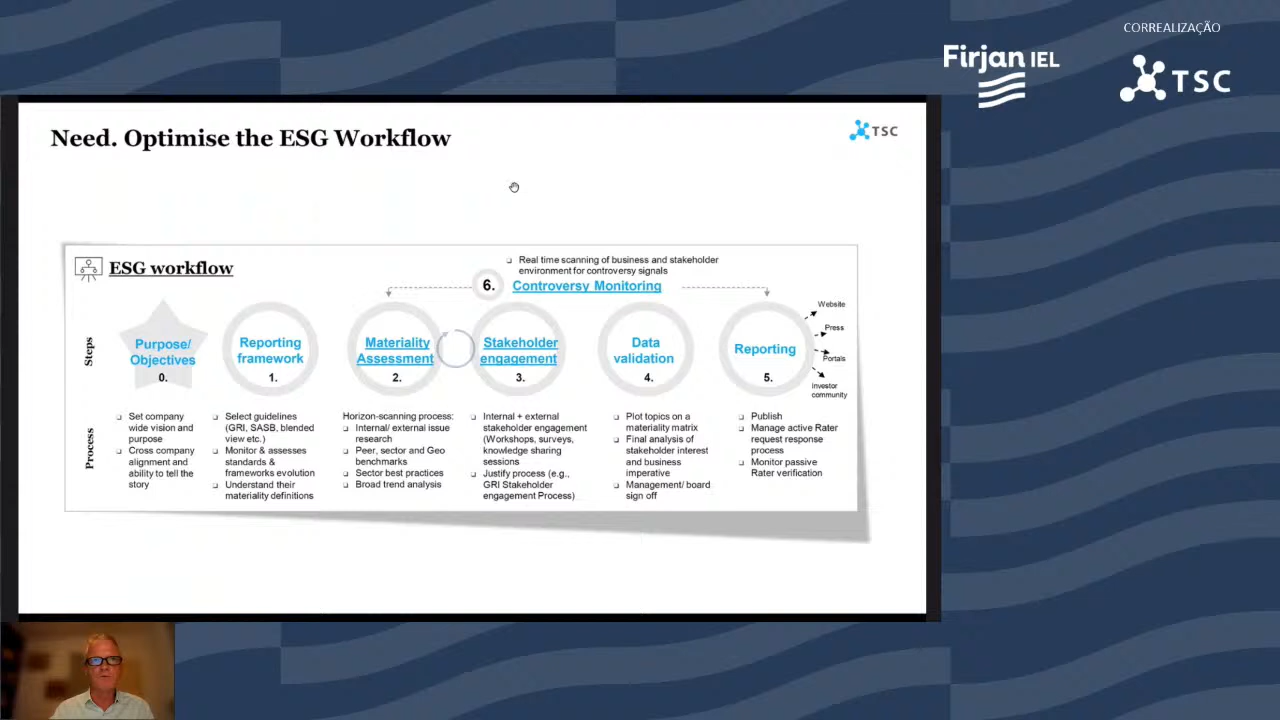 CORREALIZAÇÃO
Firjan IEL
TSC
Need. Optimise the ESG Workflow
TSC
ESG workflow
❏ Real time scanning of business and stakeholder
environment for controversy signals
6. Controversy Monitoring
Steps
Purpose/
Objectives
0.
Reporting
framework
1.
Materiality
Assessment
2.
Stakeholder
engagement
3.
Data
validation
4.
Reporting
5.
Website
Press
Portals
Investor
community
Process
❏ Set company
wide vision and
purpose
❏ Cross company
alignment and
ability to tell the
story
❏ Select guidelines
(GRI, SASB, blended
view etc.)
❏ Monitor & assesses
standards &
frameworks evolution
❏ Understand their
materiality definitions
Horizon-scanning process:
❏ Internal/ external issue
research
❏ Peer, sector and Geo
benchmarks
❏ Sector best practices
❏ Broad trend analysis
❏ Internal + external
stakeholder engagement
(Workshops, surveys,
knowledge sharing
sessions
❏ Justify process (e.g.,
GRI Stakeholder
engagement Process)
❏ Plot topics on a
materiality matrix
❏ Final analysis of
stakeholder interest
and business
imperative
❏ Management/ board
sign off
❏ Publish
❏ Manage active Rater
request response
process
❏ Monitor passive
Rater verification